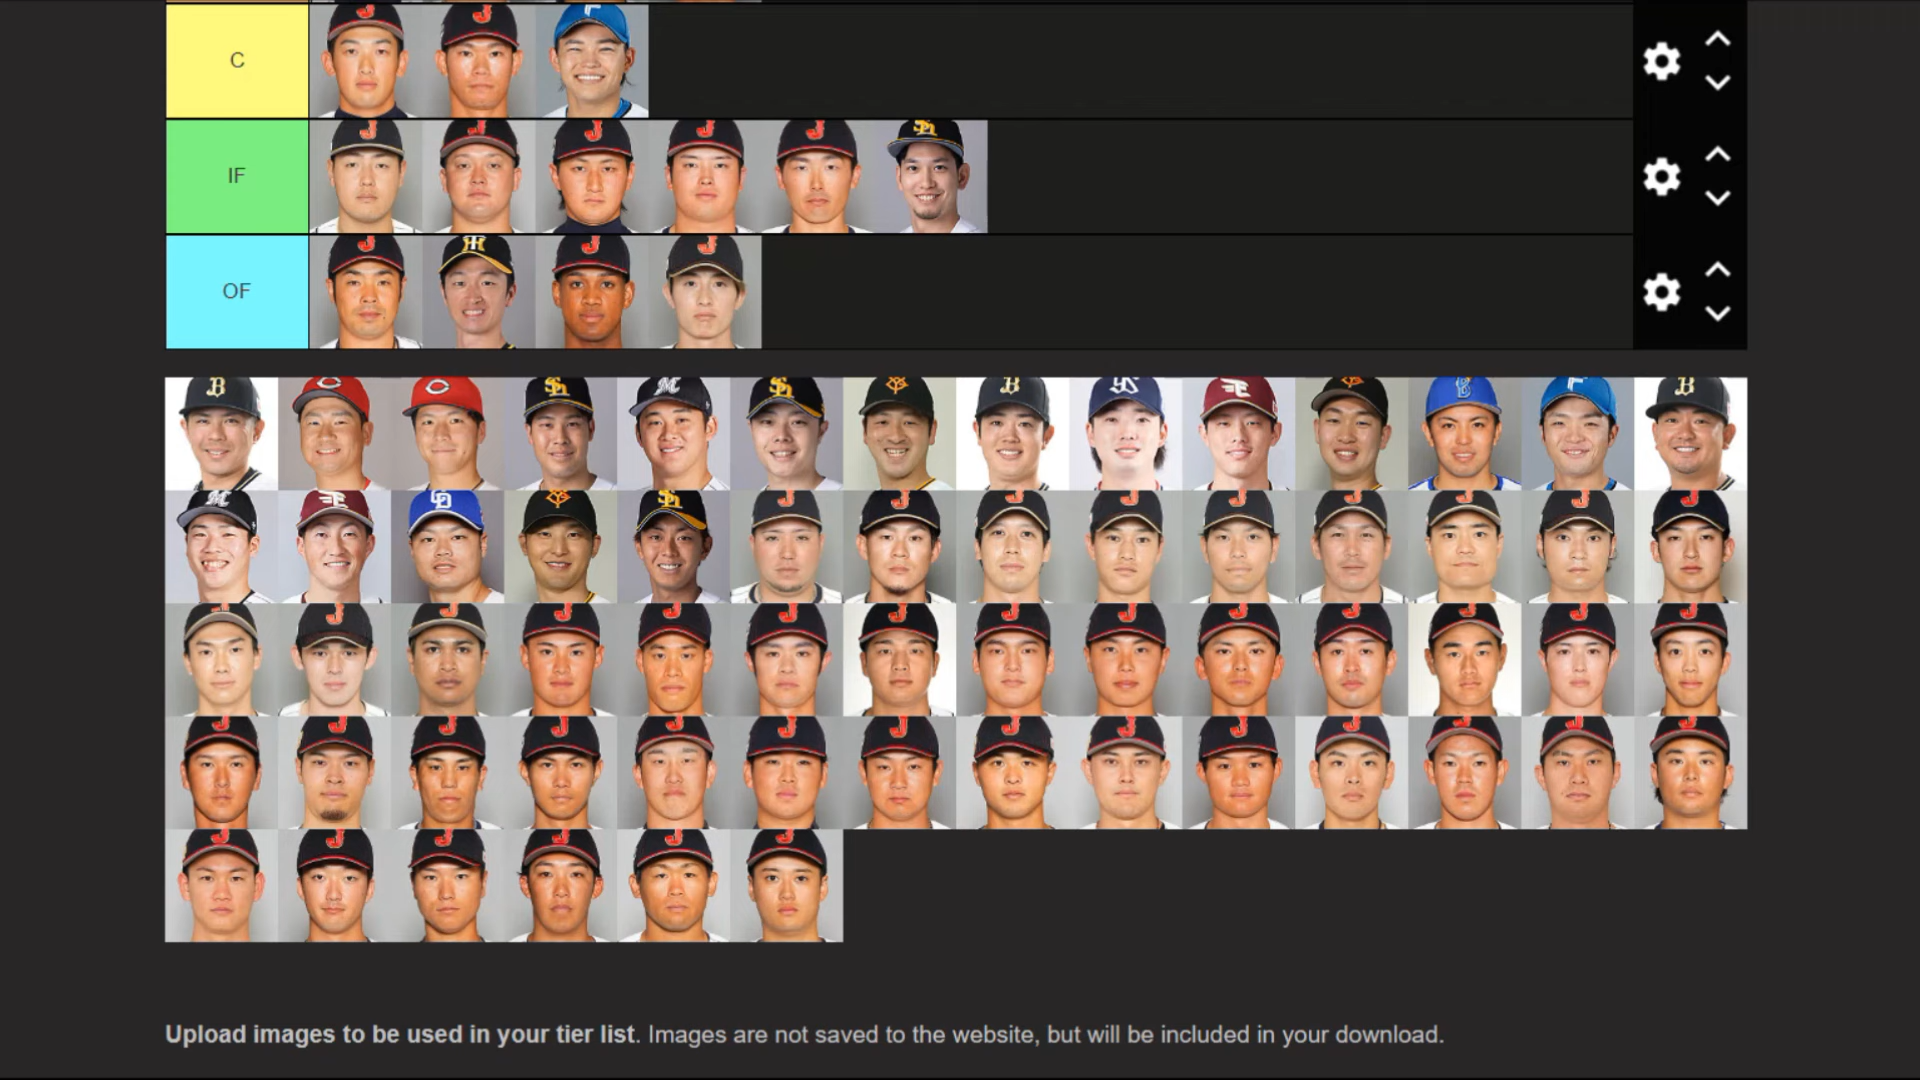 C
IF
OF
Upload images to be used in your tier list. Images are not saved to the website, but will be included in your download.